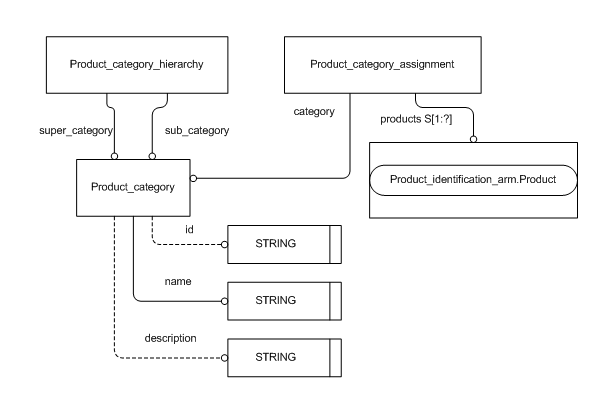 Product_category_hierarchy
Product_category_assignment
category
products S[1:?]
super_category
sub_category
Product_category
Product_identification_arm.Product
id
STRING
name
STRING
description
STRING